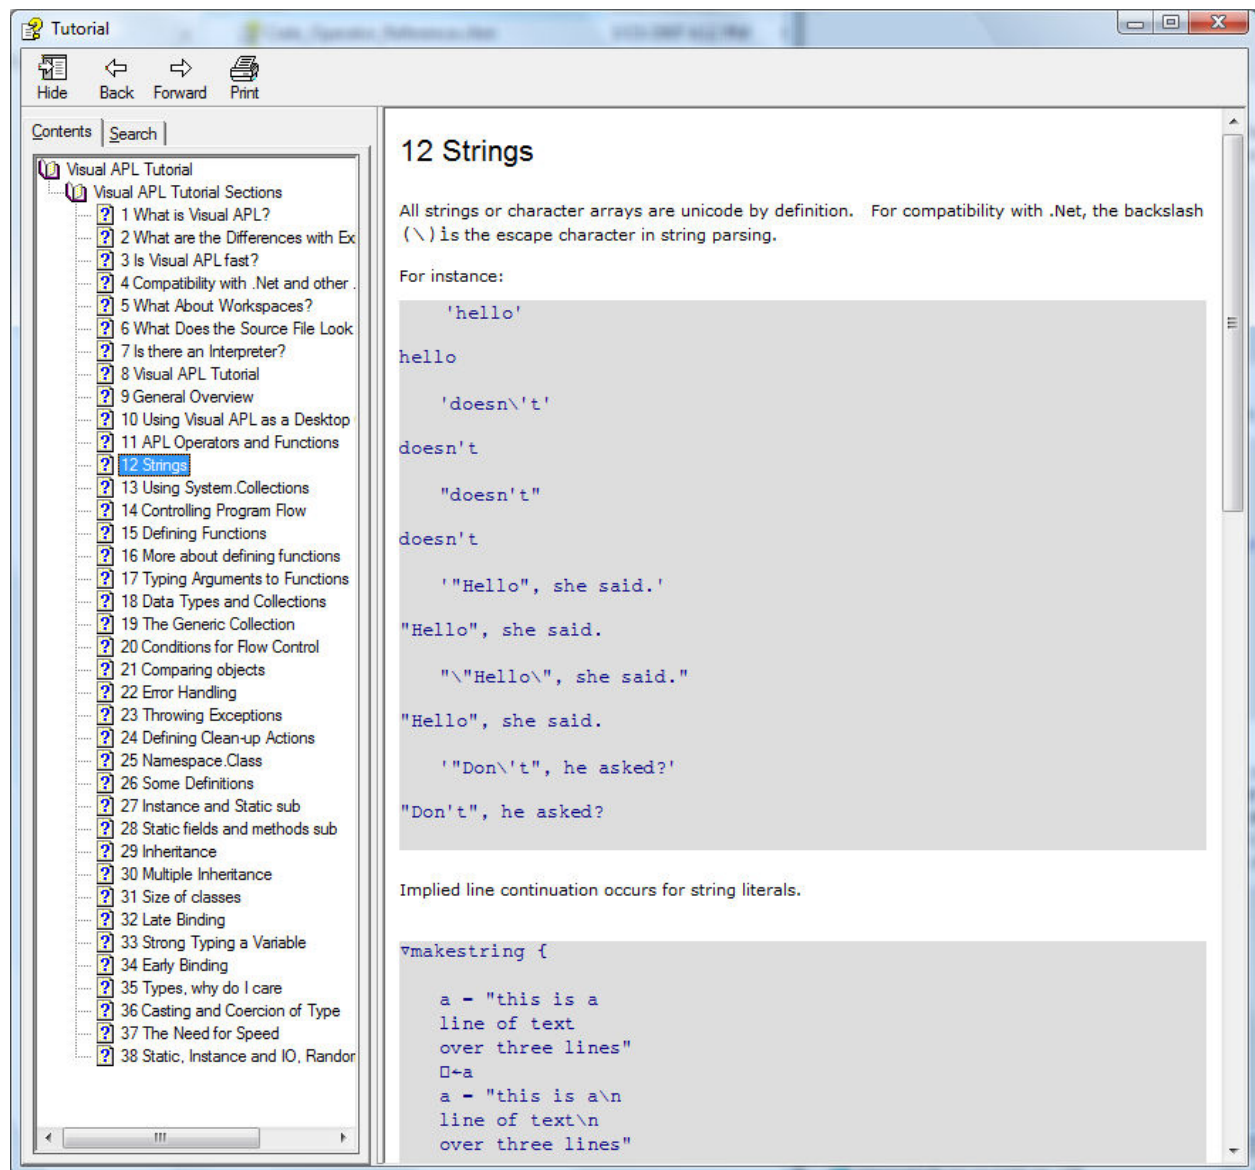 Tutorial
Hide Back Forward Print
Contents Search
Visual APL Tutorial
Visual APL Tutorial Sections
1 What is Visual APL?
2 What are the Differences with Ex
3 Is Visual APL fast?
4 Compatibility with .Net and other .
5 What About Workspaces?
6 What Does the Source File Look
7 Is there an Interpreter?
8 Visual APL Tutorial
9 General Overview
10 Using Visual APL as a Desktop
11 APL Operators and Functions
12 Strings
13 Using System.Collections
14 Controlling Program Flow
15 Defining Functions
16 More about defining functions
17 Typing Arguments to Functions
18 Data Types and Collections
19 The Generic Collection
20 Conditions for Flow Control
21 Comparing objects
22 Error Handling
23 Throwing Exceptions
24 Defining Clean-up Actions
25 Namespace.Class
26 Some Definitions
27 Instance and Static sub
28 Static fields and methods sub
29 Inheritance
30 Multiple Inheritance
31 Size of classes
32 Late Binding
33 Strong Typing a Variable
34 Early Binding
35 Types, why do I care
36 Casting and Coercion of Type
37 The Need for Speed
38 Static, Instance and IO, Randor
12 Strings
All strings or character arrays are unicode by definition. For compatibility with .Net, the backslash
(\)is the escape character in string parsing.
For instance:
'hello'
hello
'doesn\'t'
doesn't
"doesn't"
doesn't
'"Hello", she said.'
"Hello", she said.
"\"Hello\", she said."
"Hello", she said.
'"Don\'t", he asked?'
"Don't", he asked?
Implied line continuation occurs for string literals.
∇makestring {
a = "this is a
line of text
over three lines"
⎕←a
a = "this is a\n
line of text\n
over three lines"